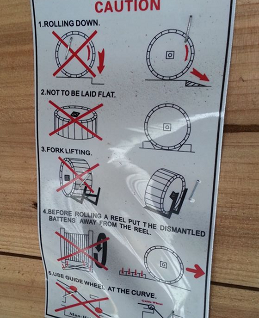 CAUTION
1.ROLLING DOWN.
2.NOT TO BE LAID FLAT.
3.FORK LIFTING.
4.BEFORE ROLLING A REEL PUT THE DISMANTLED
BATTENS AWAY FROM THE REEL.
5.USE GUIDE WHEEL AT THE CURVE.